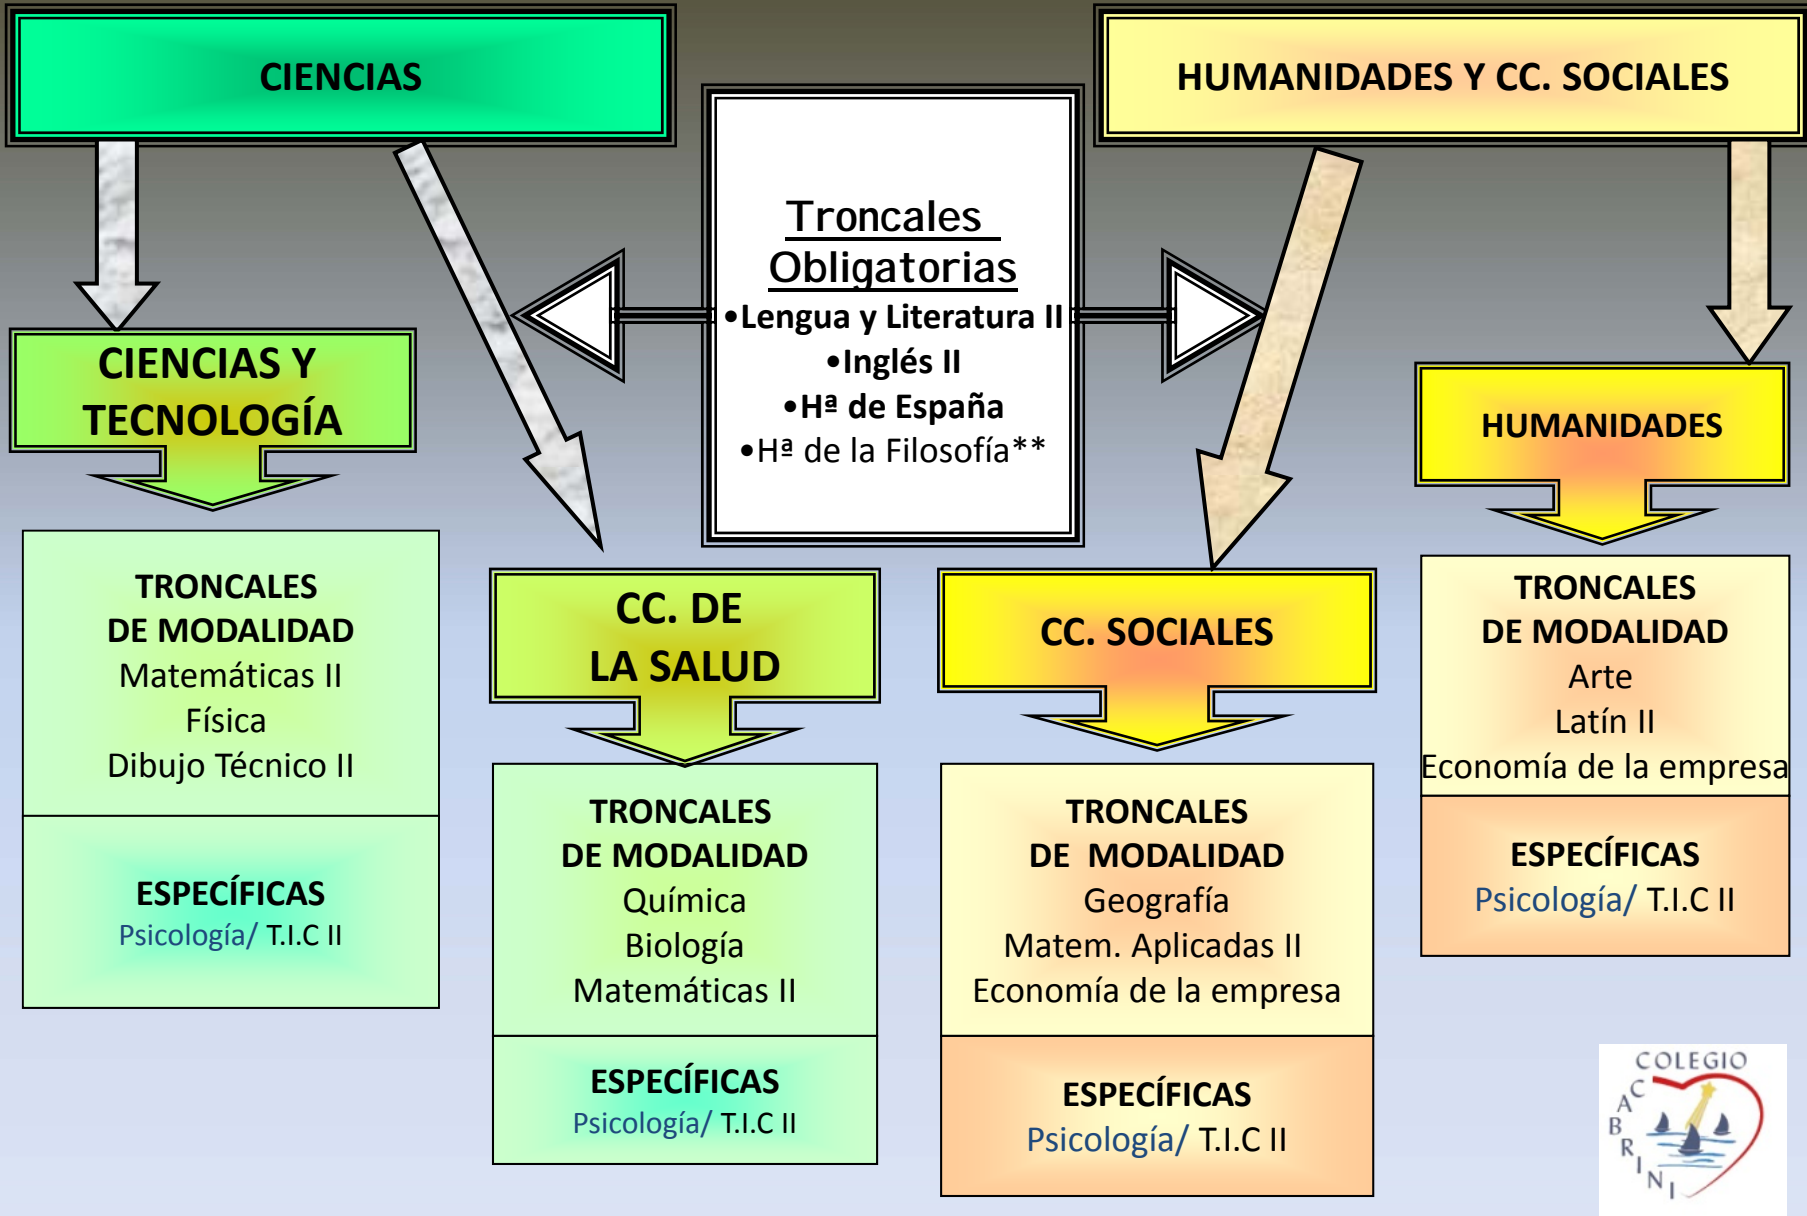 CIENCIAS
HUMANIDADES Y CC. SOCIALES
Troncales
Obligatorias
•Lengua y Literatura II
•Inglés II
•Hª de España
•Hª de la Filosofía**
CIENCIAS Y
TECNOLOGÍA
TRONCALES
DE MODALIDAD
Matemáticas II
Física
Dibujo Técnico II
ESPECÍFICAS
Psicología/ T.I.C II
CC. DE
LA SALUD
TRONCALES
DE MODALIDAD
Química
Biología
Matemáticas II
ESPECÍFICAS
Psicología/ T.I.C II
CC. SOCIALES
TRONCALES
DE MODALIDAD
Geografía
Matem. Aplicadas II
Economía de la empresa
ESPECÍFICAS
Psicología/ T.I.C II
HUMANIDADES
TRONCALES
DE MODALIDAD
Arte
Latín II
Economía de la empresa
ESPECÍFICAS
Psicología/ T.I.C II
COLEGIO
CABRINI